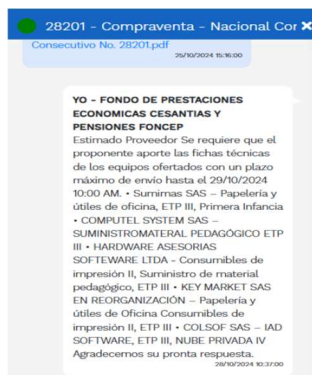 28201 - Compraventa - Nacional Cor ×
Consecutivo No. 28201.pdf
25/10/2024 15:16:00
YO - FONDO DE PRESTACIONES
ECONOMICAS CESANTIAS Y
PENSIONES FONCEP
Estimado Proveedor Se requiere que el
proponente aporte las fichas técnicas
de los equipos ofertados con un plazo
máximo de envío hasta el 29/10/2024
10:00 AM. • Sumimas SAS – Papelería y
útiles de oficina, ETP III, Primera Infancia
• COMPUTEL SYSTEM SAS –
SUMINISTROMATERAL PEDAGÓGICO ETP
III • HARDWARE ASESORIAS
SOFTEWARE LTDA - Consumibles de
impresión II, Suministro de material
pedagógico, ETP III • KEY MARKET SAS
EN REORGANIZACIÓN – Papelería y
útiles de Oficina Consumibles de
impresión II, ETP III • COLSOF SAS – IAD
SOFTWARE, ETP III, NUBE PRIVADA IV
Agradecemos su pronta respuesta.
28/10/2024 10:37:00